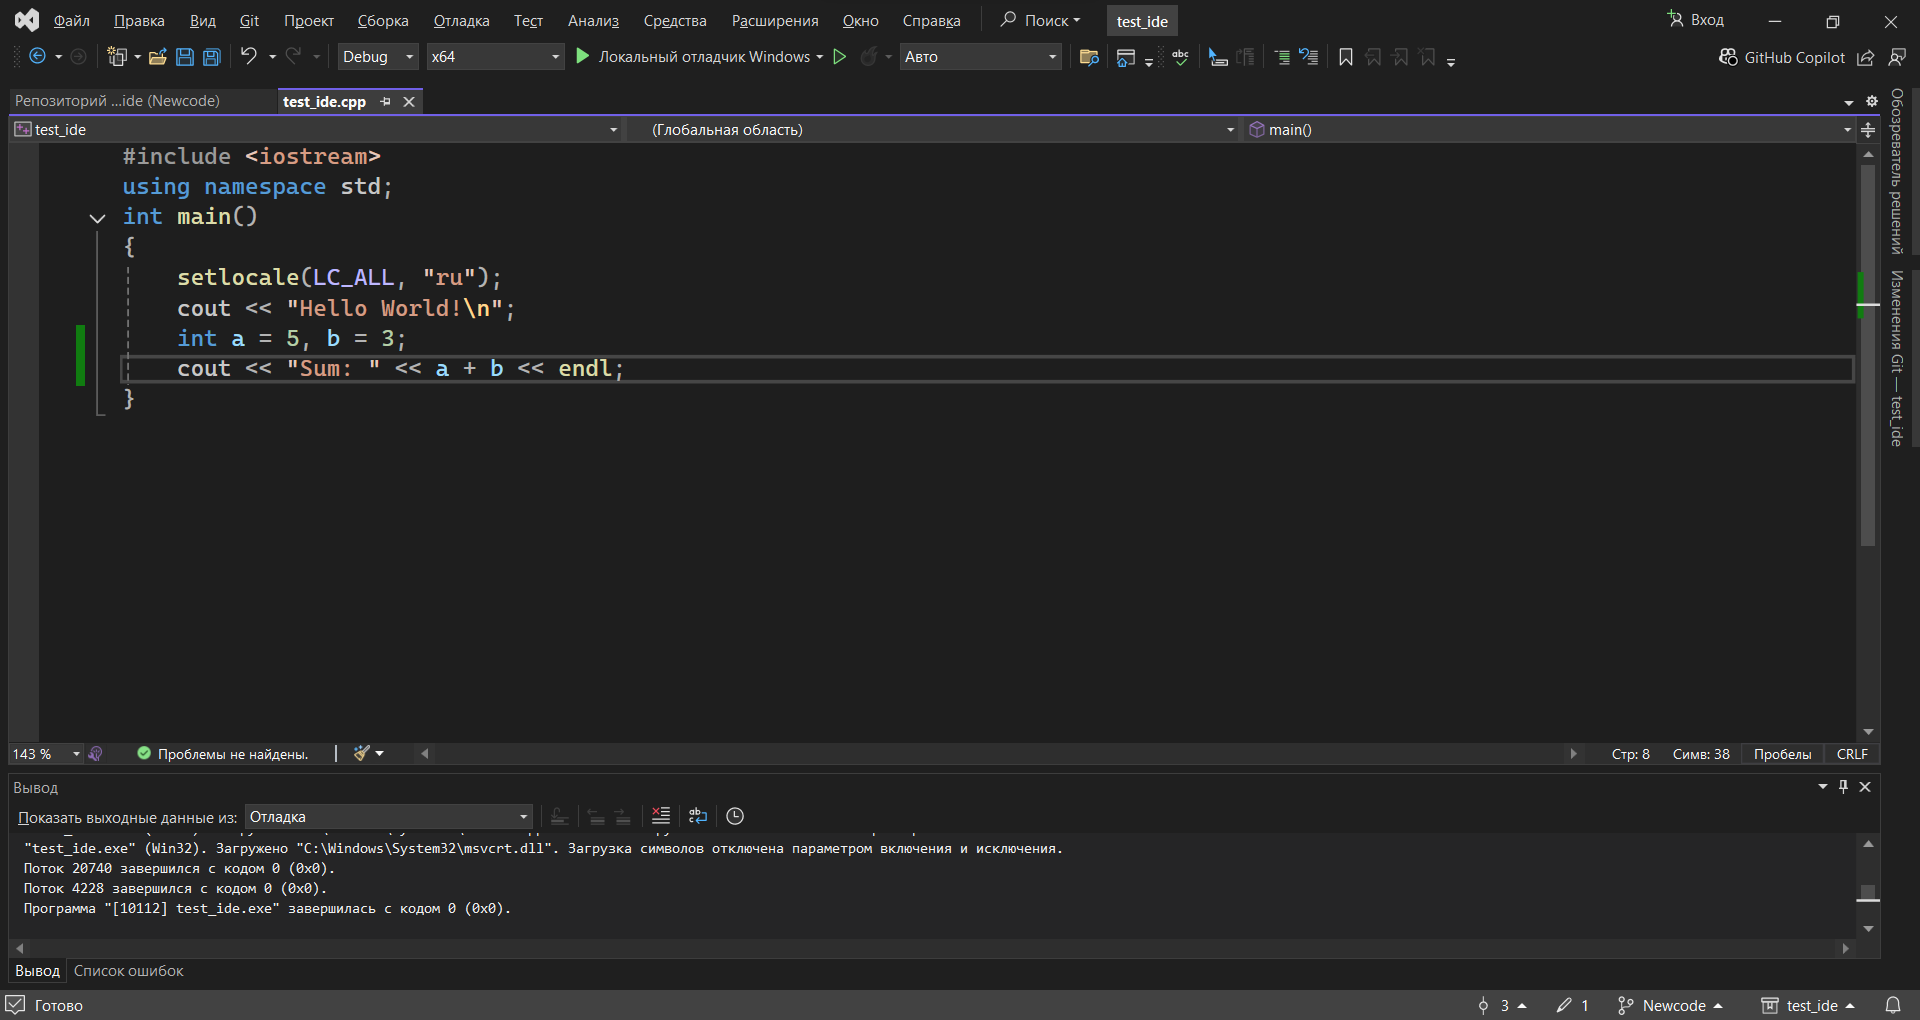 Файл Правка Вид Git Проект Сборка Отладка Тест Анализ Средства Расширения Окно Справка Поиск test_ide Вход
Debug x64 Локальный отладчик Windows Авто abc GitHub Copilot
Репозиторий ...ide (Newcode) test_ide.cpp
test_ide (Глобальная область) main()
#include <iostream>
using namespace std;
int main()
{
setlocale(LC_ALL, "ru");
cout << "Hello World!\n";
int a = 5, b = 3;
cout << "Sum: " << a + b << endl;
}
Обозреватель решений
Изменения Git — test_ide
143 % Проблемы не найдены. Стр: 8 Симв: 38 Пробелы CRLF
Вывод
Показать выходные данные из: Отладка
"test_ide.exe" (Win32). Загружено "C:\Windows\System32\msvcrt.dll". Загрузка символов отключена параметром включения и исключения.
Поток 20740 завершился с кодом 0 (0x0).
Поток 4228 завершился с кодом 0 (0x0).
Программа "[10112] test_ide.exe" завершилась с кодом 0 (0x0).
Вывод Список ошибок
Готово 3 1 Newcode test_ide